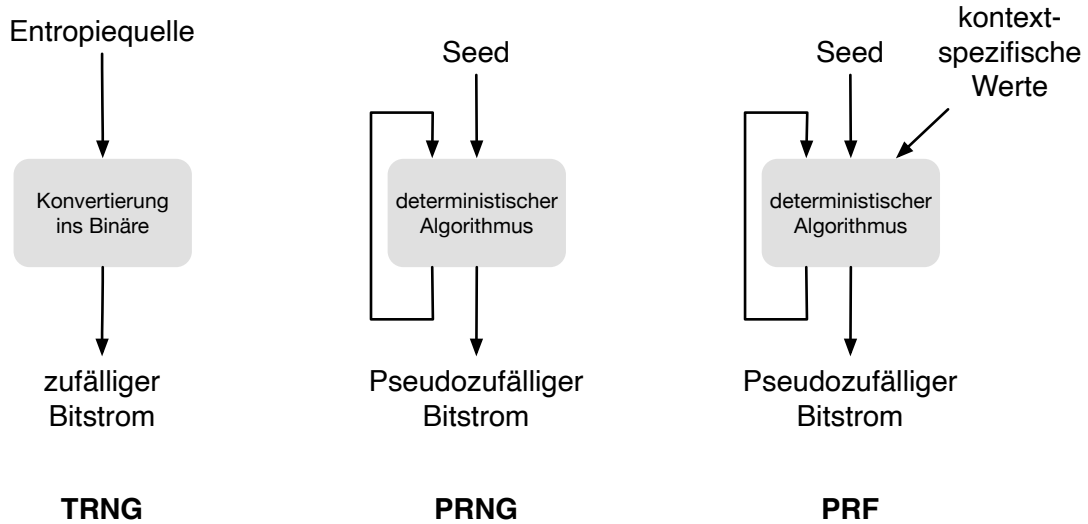 Entropiequelle
Konvertierung
ins Binäre
zufälliger
Bitstrom
TRNG
Seed
deterministischer
Algorithmus
Pseudozufälliger
Bitstrom
PRNG
Seed
kontext-
spezifische
Werte
deterministischer
Algorithmus
Pseudozufälliger
Bitstrom
PRF